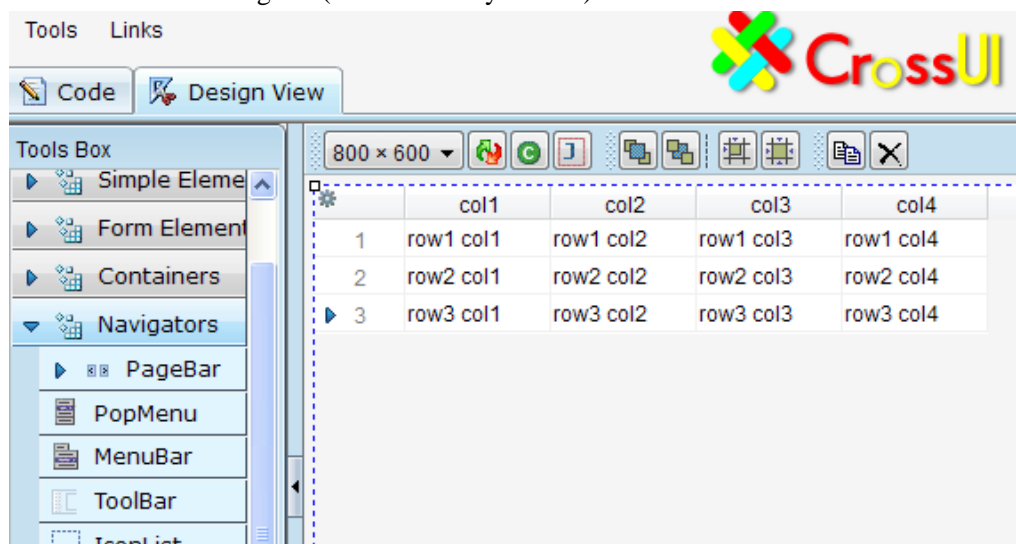 Tools Links
CrossUI
Code Design View
Tools Box
800 × 600
Simple Eleme
Form Element
Containers
Navigators
PageBar
PopMenu
MenuBar
ToolBar
IconList
col1 col2 col3 col4
1 row1 col1 row1 col2 row1 col3 row1 col4
2 row2 col1 row2 col2 row2 col3 row2 col4
3 row3 col1 row3 col2 row3 col3 row3 col4